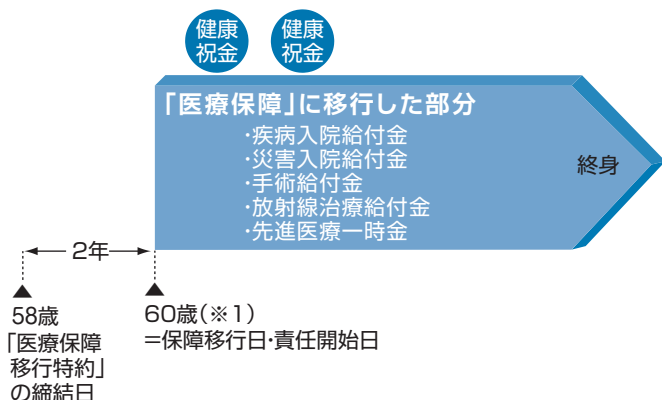 健康
祝金
健康
祝金
「医療保障」に移行した部分
・疾病入院給付金
・災害入院給付金
・手術給付金
・放射線治療給付金
・先進医療一時金
終身
2年
58歳
「医療保障
移行特約」
の締結日
60歳(※1)
=保障移行日・責任開始日